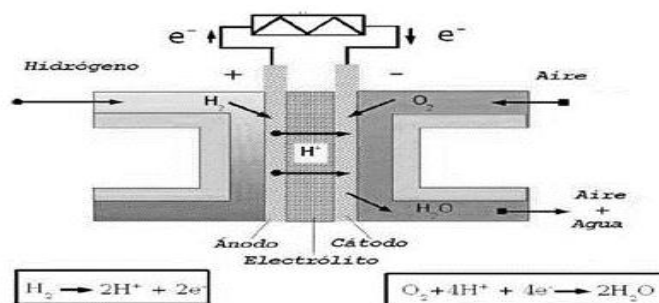 e⁻ e⁻
Hidrógeno + - Aire
H₂ O₂
H⁺
H₂O
Aire
+
Agua
Ánodo Cátodo
Electrólito
H₂ → 2H⁺ + 2e⁻
O₂+4H⁺ + 4e⁻ → 2H₂O